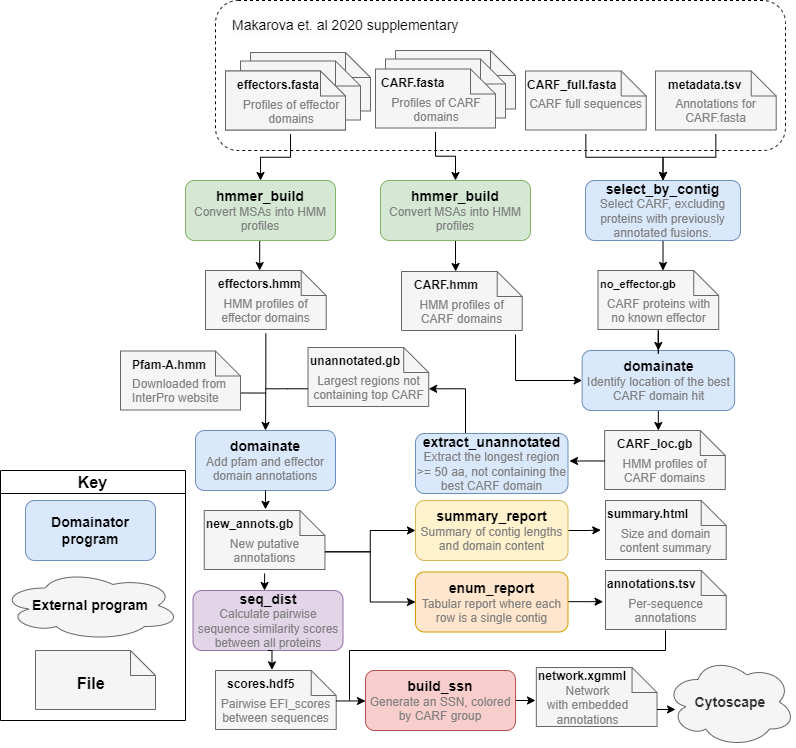 Makarova et. al 2020 supplementary
effectors.fasta
Profiles of effector
domains
CARF.fasta
Profiles of CARF
domains
CARF_full.fasta
CARF full sequences
metadata.tsv
Annotations for
CARF.fasta
hmmer_build
Convert MSAs into HMM
profiles
hmmer_build
Convert MSAs into HMM
profiles
select_by_contig
Select CARF, excluding
proteins with previously
annotated fusions.
effectors.hmm
HMM profiles of
effector domains
CARF.hmm
HMM profiles of
CARF domains
no_effector.gb
CARF proteins with
no known effector
Pfam-A.hmm
Downloaded from
InterPro website
unannotated.gb
Largest regions not
containing top CARF
domainate
Identify location of the best
CARF domain hit
domainate
Add pfam and effector
domain annotations
extract_unannotated
Extract the longest region
>= 50 aa, not containing the
best CARF domain
CARF_loc.gb
HMM profiles of
CARF domains
Key
Domainator
program
External program
File
new_annots.gb
New putative
annotations
summary_report
Summary of contig lengths
and domain content
summary.html
Size and domain
content summary
enum_report
Tabular report where each
row is a single contig
annotations.tsv
Per-sequence
annotations
seq_dist
Calculate pairwise
sequence similarity scores
between all proteins
scores.hdf5
Pairwise EFI_scores
between sequences
build_ssn
Generate an SSN, colored
by CARF group
network.xgmml
Network
with embedded
annotations
Cytoscape